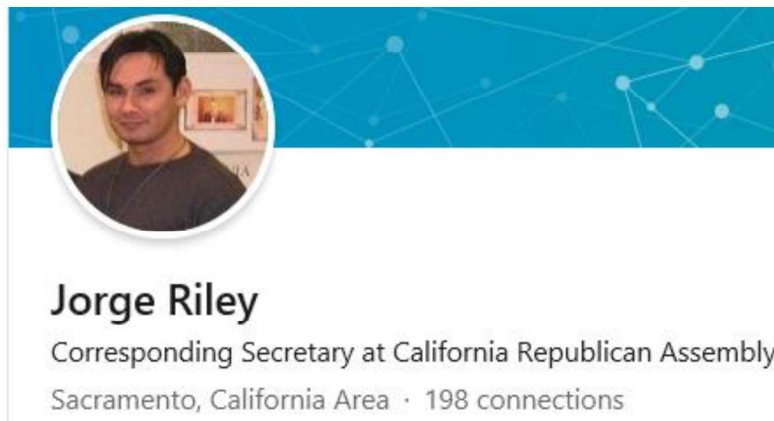 Jorge Riley
Corresponding Secretary at California Republican Assembly
Sacramento, California Area · 198 connections